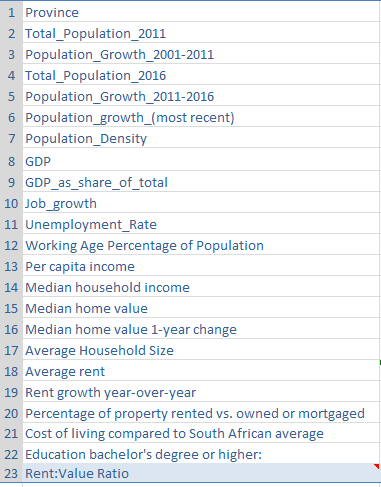 1 Province
2 Total_Population_2011
3 Population_Growth_2001-2011
4 Total_Population_2016
5 Population_Growth_2011-2016
6 Population_growth_(most recent)
7 Population_Density
8 GDP
9 GDP_as_share_of_total
10 Job_growth
11 Unemployment_Rate
12 Working Age Percentage of Population
13 Per capita income
14 Median household income
15 Median home value
16 Median home value 1-year change
17 Average Household Size
18 Average rent
19 Rent growth year-over-year
20 Percentage of property rented vs. owned or mortgaged
21 Cost of living compared to South African average
22 Education bachelor's degree or higher:
23 Rent:Value Ratio